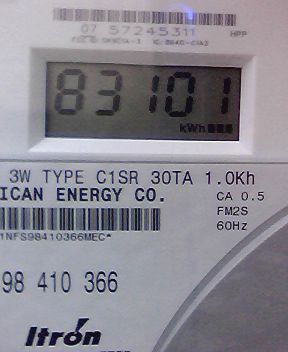 07 57245311
HPP
83101
kWh
3W TYPE C1SR 30TA 1.0Kh
ICAN ENERGY CO.
CA 0.5
FM2S
60Hz
1NFS98410366MEC*
98 410 366
Itron